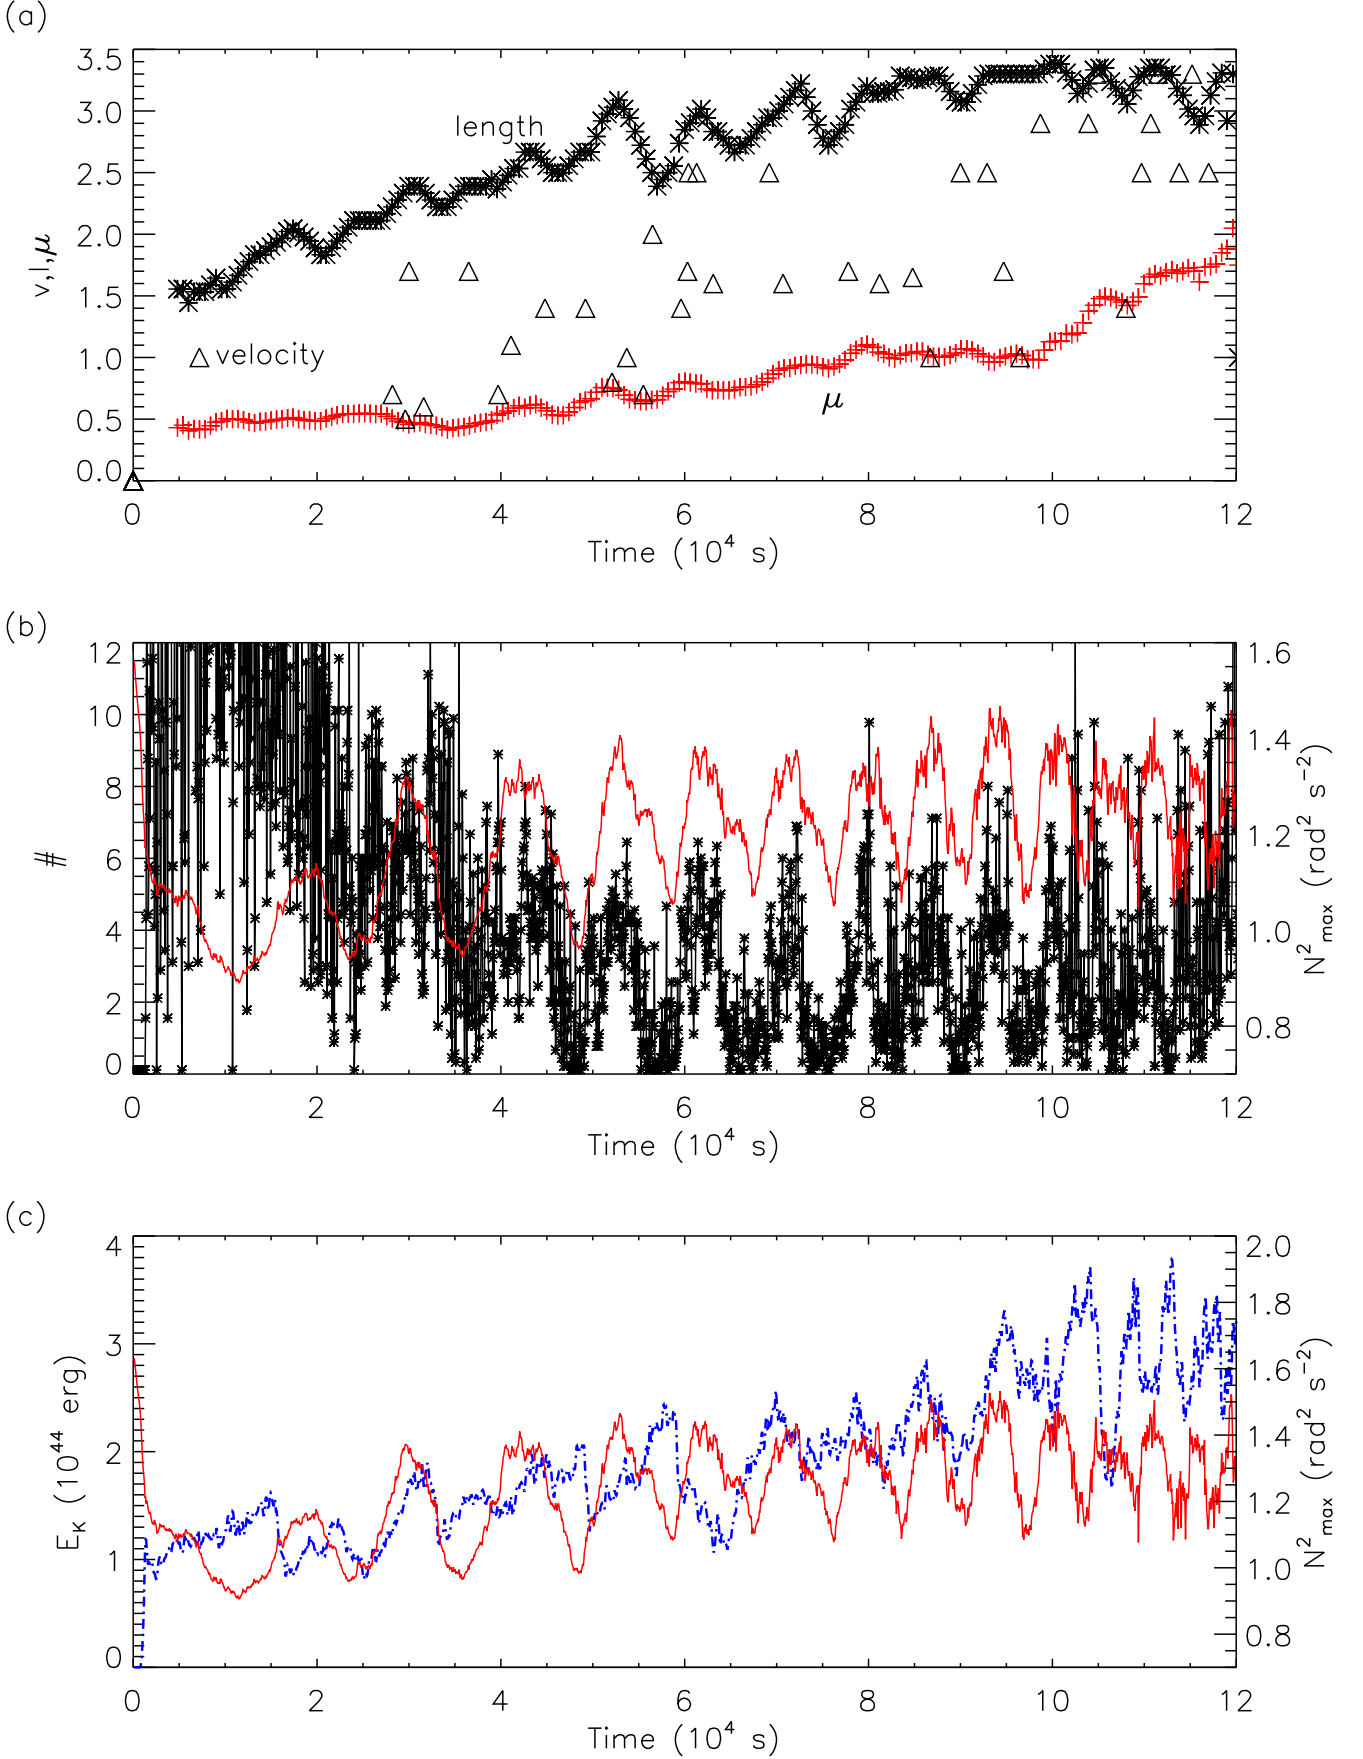 (a)
3.5
3.0
2.5
2.0
1.5
1.0
0.5
0.0
v,l,μ
length
velocity
μ
0 2 4 6 8 10 12
Time (10⁴ s)
(b)
12
10
8
6
4
2
0
#
1.6
1.4
1.2
1.0
0.8
N²max (rad² s⁻²)
0 2 4 6 8 10 12
Time (10⁴ s)
(c)
4
3
2
1
0
E_K (10⁴⁴ erg)
2.0
1.8
1.6
1.4
1.2
1.0
0.8
N²max (rad² s⁻²)
0 2 4 6 8 10 12
Time (10⁴ s)